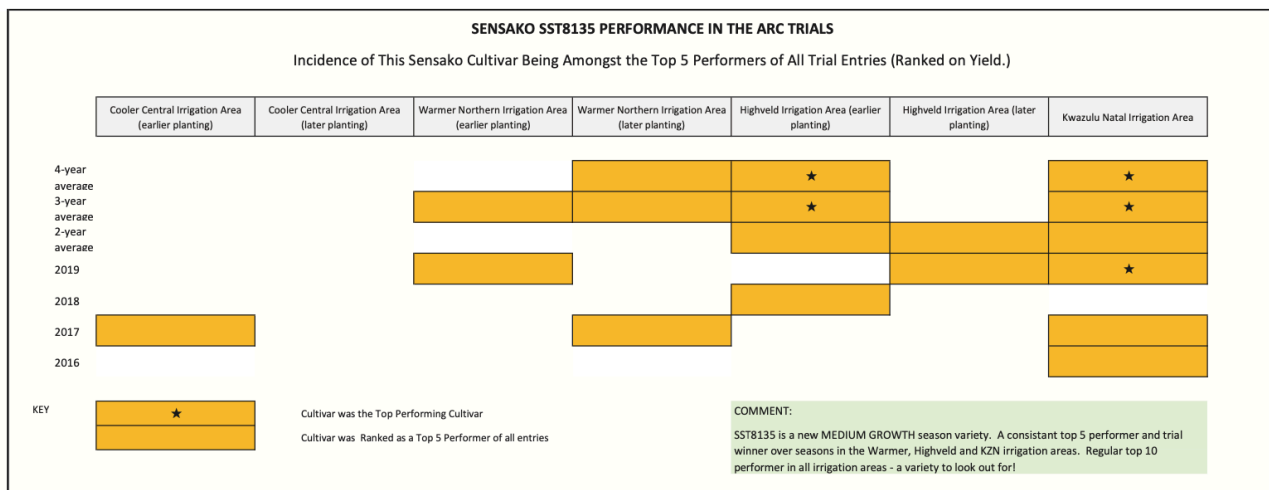 SENSAKO SST8135 PERFORMANCE IN THE ARC TRIALS
Incidence of This Sensako Cultivar Being Amongst the Top 5 Performers of All Trial Entries (Ranked on Yield.)
Cooler Central Irrigation Area
(earlier planting)
Cooler Central Irrigation Area
(later planting)
Warmer Northern Irrigation Area
(earlier planting)
Warmer Northern Irrigation Area
(later planting)
Highveld Irrigation Area (earlier
planting)
Highveld Irrigation Area (later
planting)
Kwazulu Natal Irrigation Area
4-year
average
★ ★
3-year
average
★ ★
2-year
average
2019 ★
2018
2017
2016
KEY
★ Cultivar was the Top Performing Cultivar
Cultivar was Ranked as a Top 5 Performer of all entries
COMMENT:
SST8135 is a new MEDIUM GROWTH season variety. A consistant top 5 performer and trial
winner over seasons in the Warmer, Highveld and KZN irrigation areas. Regular top 10
performer in all irrigation areas - a variety to look out for!